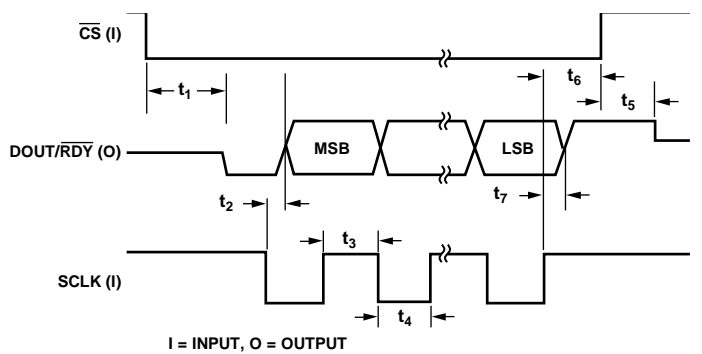 CS (I)
t6
t1
t5
DOUT/RDY (O)
MSB
LSB
t2
t7
t3
SCLK (I)
t4
I = INPUT, O = OUTPUT